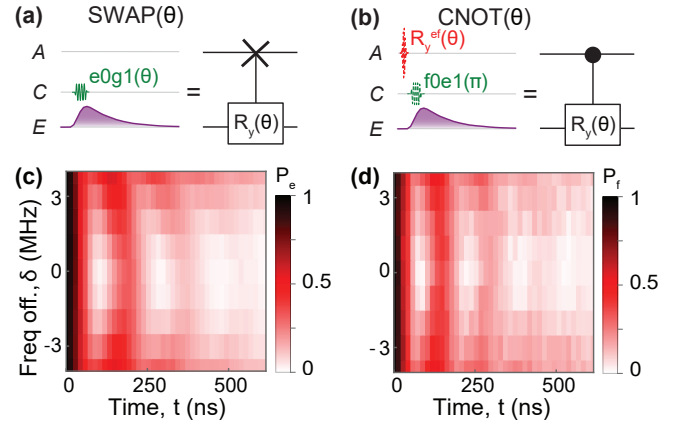 (a) SWAP(θ)
A
C e0g1(θ)
E
=
R_y(θ)
(b) CNOT(θ)
A R_y^ef(θ)
C f0e1(π)
E
=
R_y(θ)
(c)
P_e
1
0.5
0
Freq off., δ (MHz)
3
0
-3
0 250 500
Time, t (ns)
(d)
P_f
1
0.5
0
3
0
-3
0 250 500
Time, t (ns)